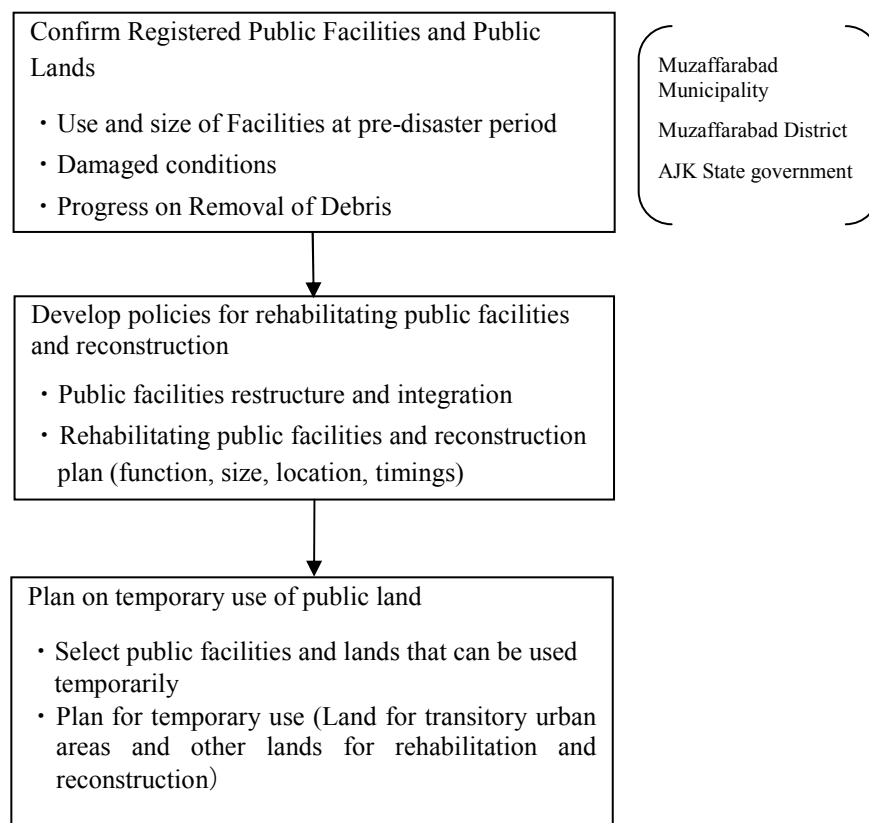 Confirm Registered Public Facilities and Public
Lands
・Use and size of Facilities at pre-disaster period
・Damaged conditions
・Progress on Removal of Debris
Muzaffarabad
Municipality
Muzaffarabad District
AJK State government
Develop policies for rehabilitating public facilities
and reconstruction
・Public facilities restructure and integration
・Rehabilitating public facilities and reconstruction
plan (function, size, location, timings)
Plan on temporary use of public land
・Select public facilities and lands that can be used
temporarily
・Plan for temporary use (Land for transitory urban
areas and other lands for rehabilitation and
reconstruction）